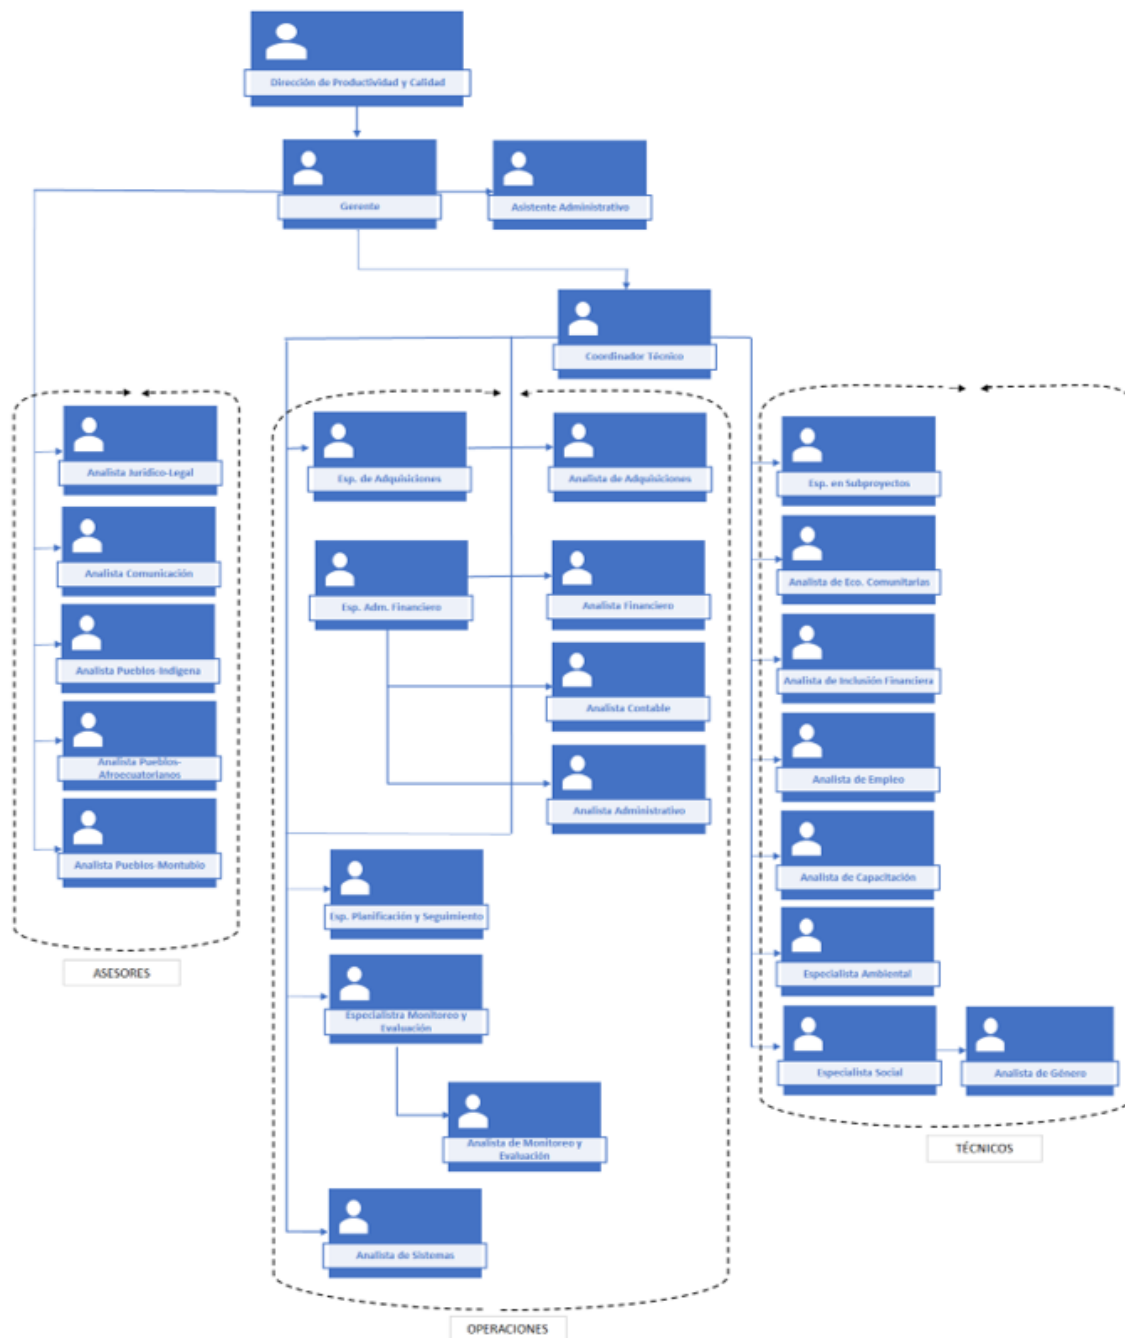 Dirección de Productividad y Calidad
Gerente
Asistente Administrativo
Coordinador Técnico
Analista Jurídico-Legal
Analista Comunicación
Analista Pueblos-Indígena
Analista Pueblos-
Afroecuatorianos
Analista Pueblos-Montubio
ASESORES
Esp. de Adquisiciones
Analista de Adquisiciones
Esp. Adm. Financiero
Analista Financiero
Analista Contable
Analista Administrativo
Esp. Planificación y Seguimiento
Especialistra Monitoreo y
Evaluación
Analista de Monitoreo y
Evaluación
Analista de Sistemas
OPERACIONES
Esp. en Subproyectos
Analista de Eco. Comunitarias
Analista de Inclusión Financiera
Analista de Empleo
Analista de Capacitación
Especialista Ambiental
Especialista Social
Analista de Género
TÉCNICOS